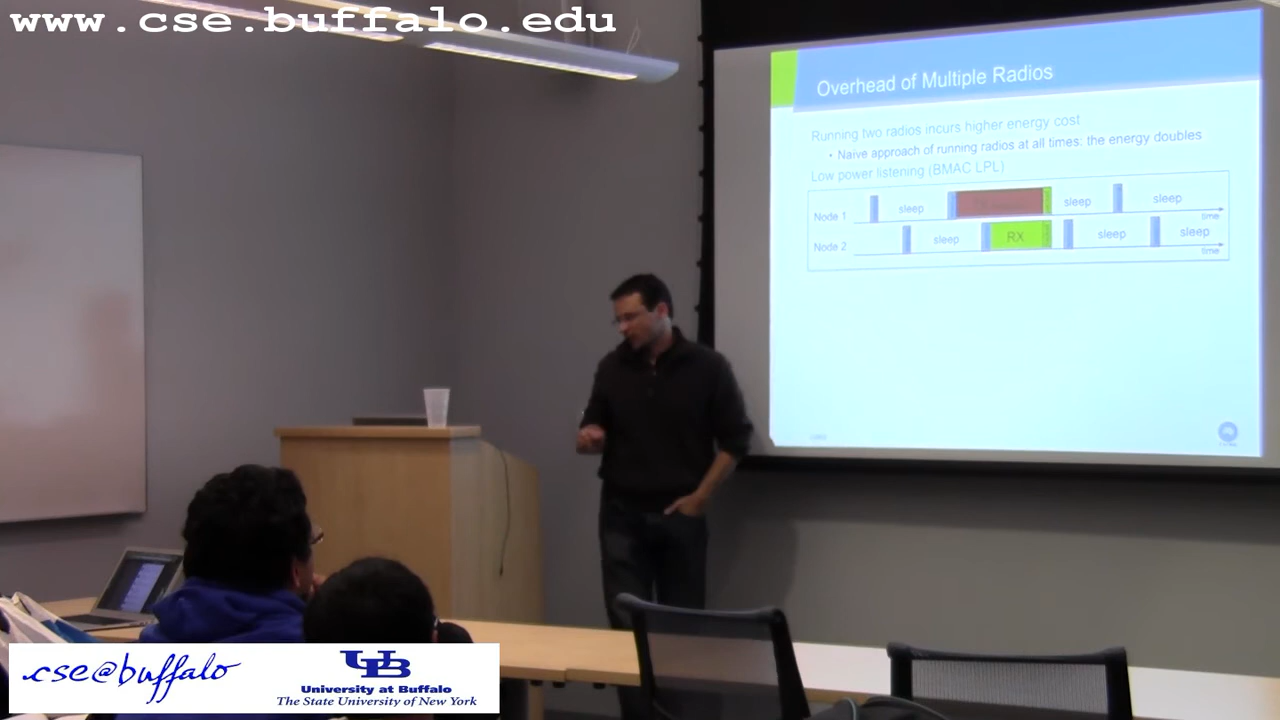 www.cse.buffalo.edu
Overhead of Multiple Radios
Running two radios incurs higher energy cost
• Naïve approach of running radios at all times: the energy doubles
Low power listening (BMAC LPL)
Node 1
sleep
sleep
sleep
time
Node 2
sleep
RX
sleep
sleep
time
cse@buffalo
UB
University at Buffalo
The State University of New York